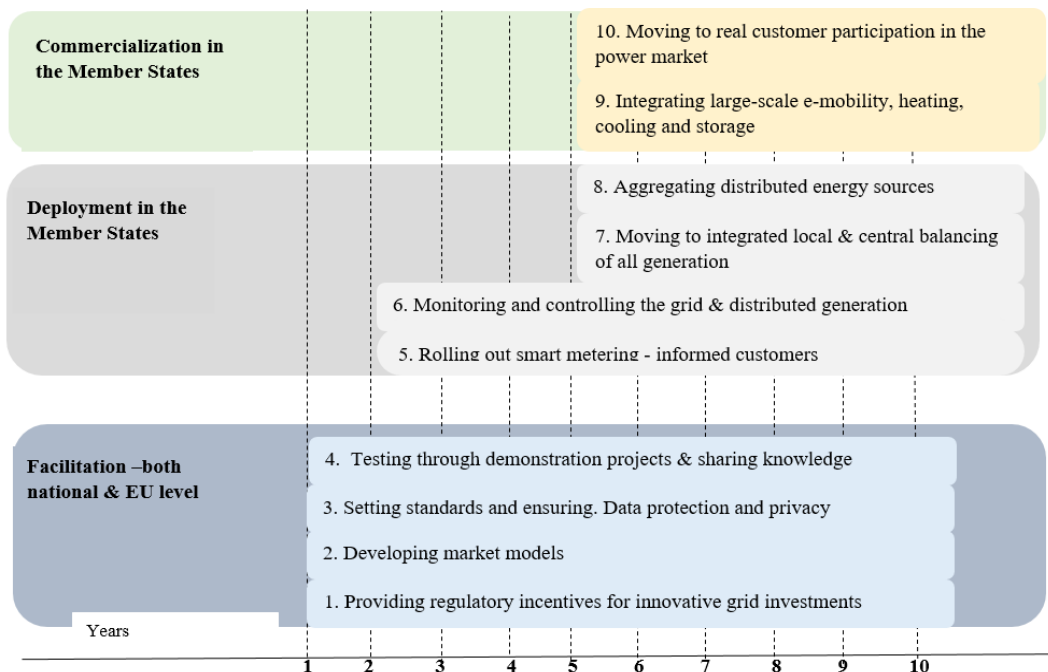 Commercialization in
the Member States
10. Moving to real customer participation in the
power market
9. Integrating large-scale e-mobility, heating,
cooling and storage
Deployment in the
Member States
8. Aggregating distributed energy sources
7. Moving to integrated local & central balancing
of all generation
6. Monitoring and controlling the grid & distributed generation
5. Rolling out smart metering - informed customers
Facilitation –both
national & EU level
4. Testing through demonstration projects & sharing knowledge
3. Setting standards and ensuring. Data protection and privacy
2. Developing market models
1. Providing regulatory incentives for innovative grid investments
Years
1 2 3 4 5 6 7 8 9 10